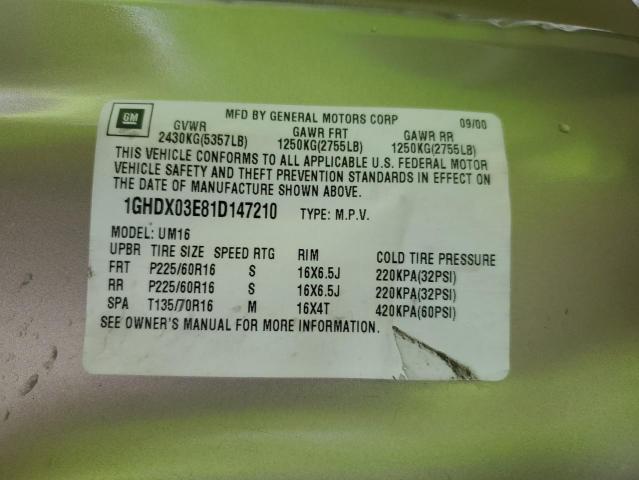 GM
MFD BY GENERAL MOTORS CORP 09/00
GVWR GAWR FRT GAWR RR
2430KG(5357LB) 1250KG(2755LB) 1250KG(2755LB)
THIS VEHICLE CONFORMS TO ALL APPLICABLE U.S. FEDERAL MOTOR
VEHICLE SAFETY AND THEFT PREVENTION STANDARDS IN EFFECT ON
THE DATE OF MANUFACTURE SHOWN ABOVE.
1GHDX03E81D147210 TYPE: M.P.V.
MODEL: UM16
UPBR TIRE SIZE SPEED RTG RIM COLD TIRE PRESSURE
FRT P225/60R16 S 16X6.5J 220KPA(32PSI)
RR P225/60R16 S 16X6.5J 220KPA(32PSI)
SPA T135/70R16 M 16X4T 420KPA(60PSI)
SEE OWNER'S MANUAL FOR MORE INFORMATION.